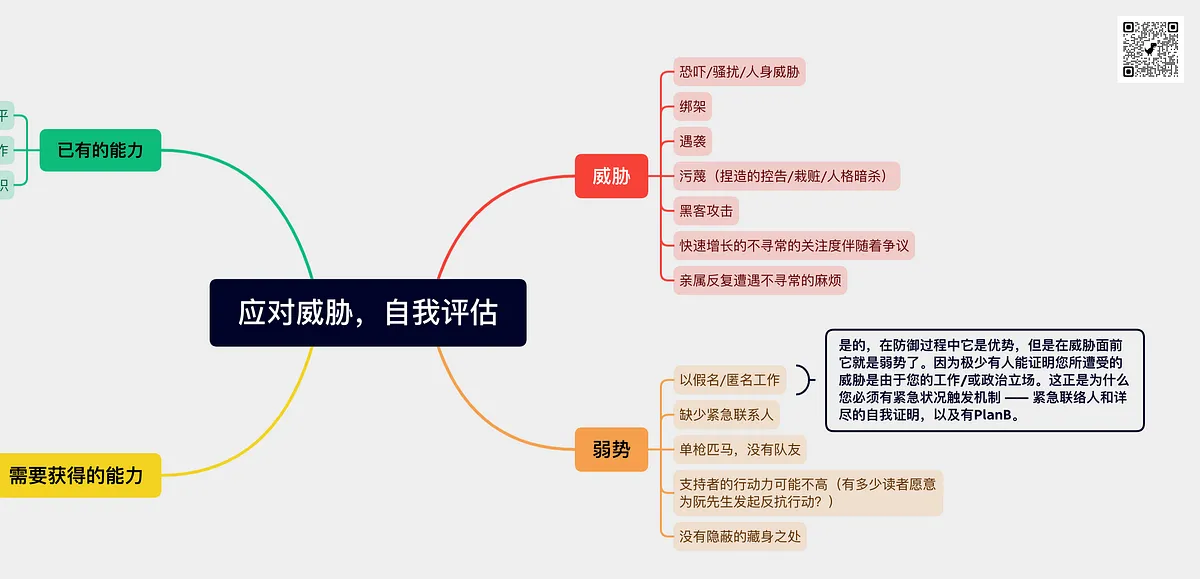 平
作
织
已有的能力
应对威胁，自我评估
需要获得的能力
威胁
恐吓/骚扰/人身威胁
绑架
遇袭
污蔑（捏造的控告/栽赃/人格暗杀）
黑客攻击
快速增长的不寻常的关注度伴随着争议
亲属反复遭遇不寻常的麻烦
弱势
以假名/匿名工作
是的，在防御过程中它是优势，但是在威胁面前
它就是弱势了。因为极少有人能证明您所遭受的
威胁是由于您的工作/或政治立场。这正是为什么
您必须有紧急状况触发机制 —— 紧急联络人和详
尽的自我证明，以及有PlanB。
缺少紧急联系人
单枪匹马，没有队友
支持者的行动力可能不高（有多少读者愿意
为阮先生发起反抗行动？）
没有隐蔽的藏身之处